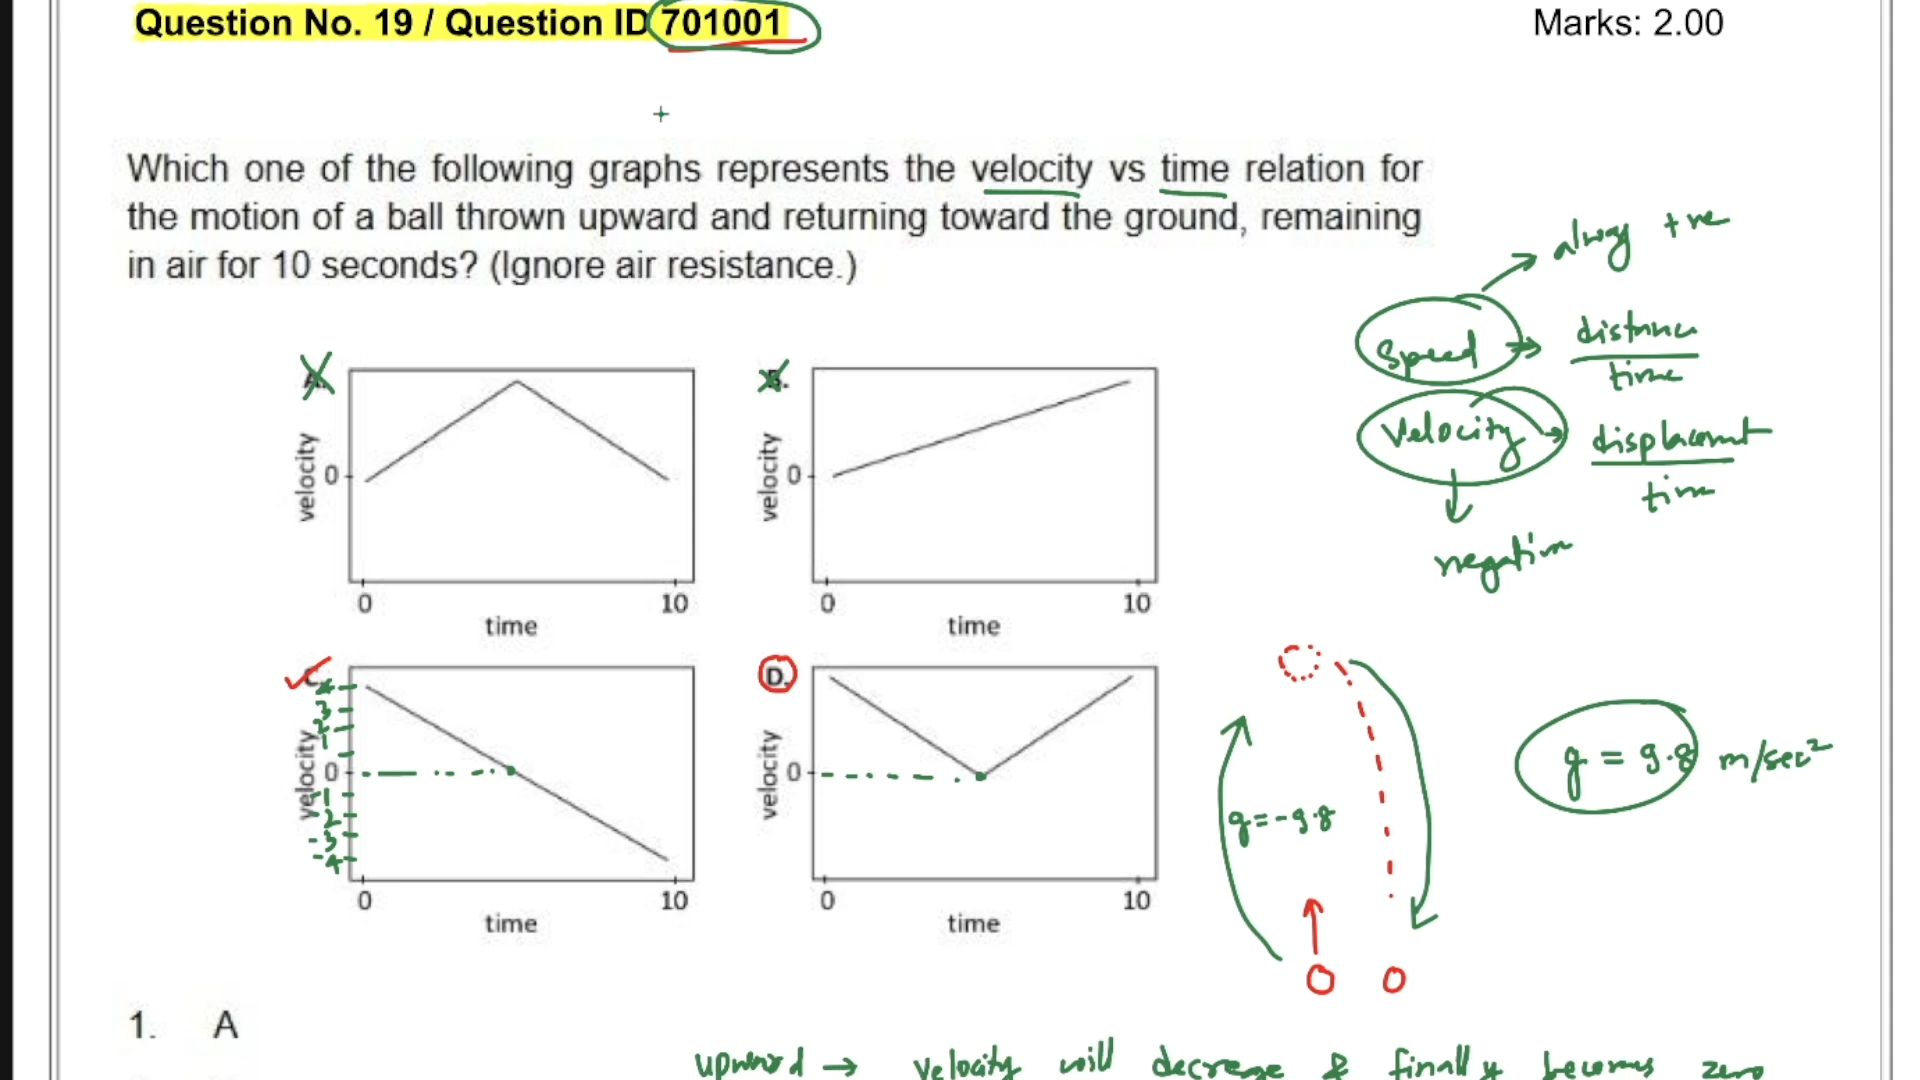 Question No. 19 / Question ID 701001
Marks: 2.00
Which one of the following graphs represents the velocity vs time relation for
the motion of a ball thrown upward and returning toward the ground, remaining
in air for 10 seconds? (Ignore air resistance.)
alway +ve
Speed → distance
time
Velocity → displacement
time
negative
A.
velocity
0
0 10
time
B.
velocity
0
0 10
time
C.
4
3
2
1
velocity
0
-1
-2
-3
-4
0 10
time
D.
velocity
0
0 10
time
g = -9.8
g = 9.8 m/sec²
1. A
upward → velocity will decrease & finally becomes zero